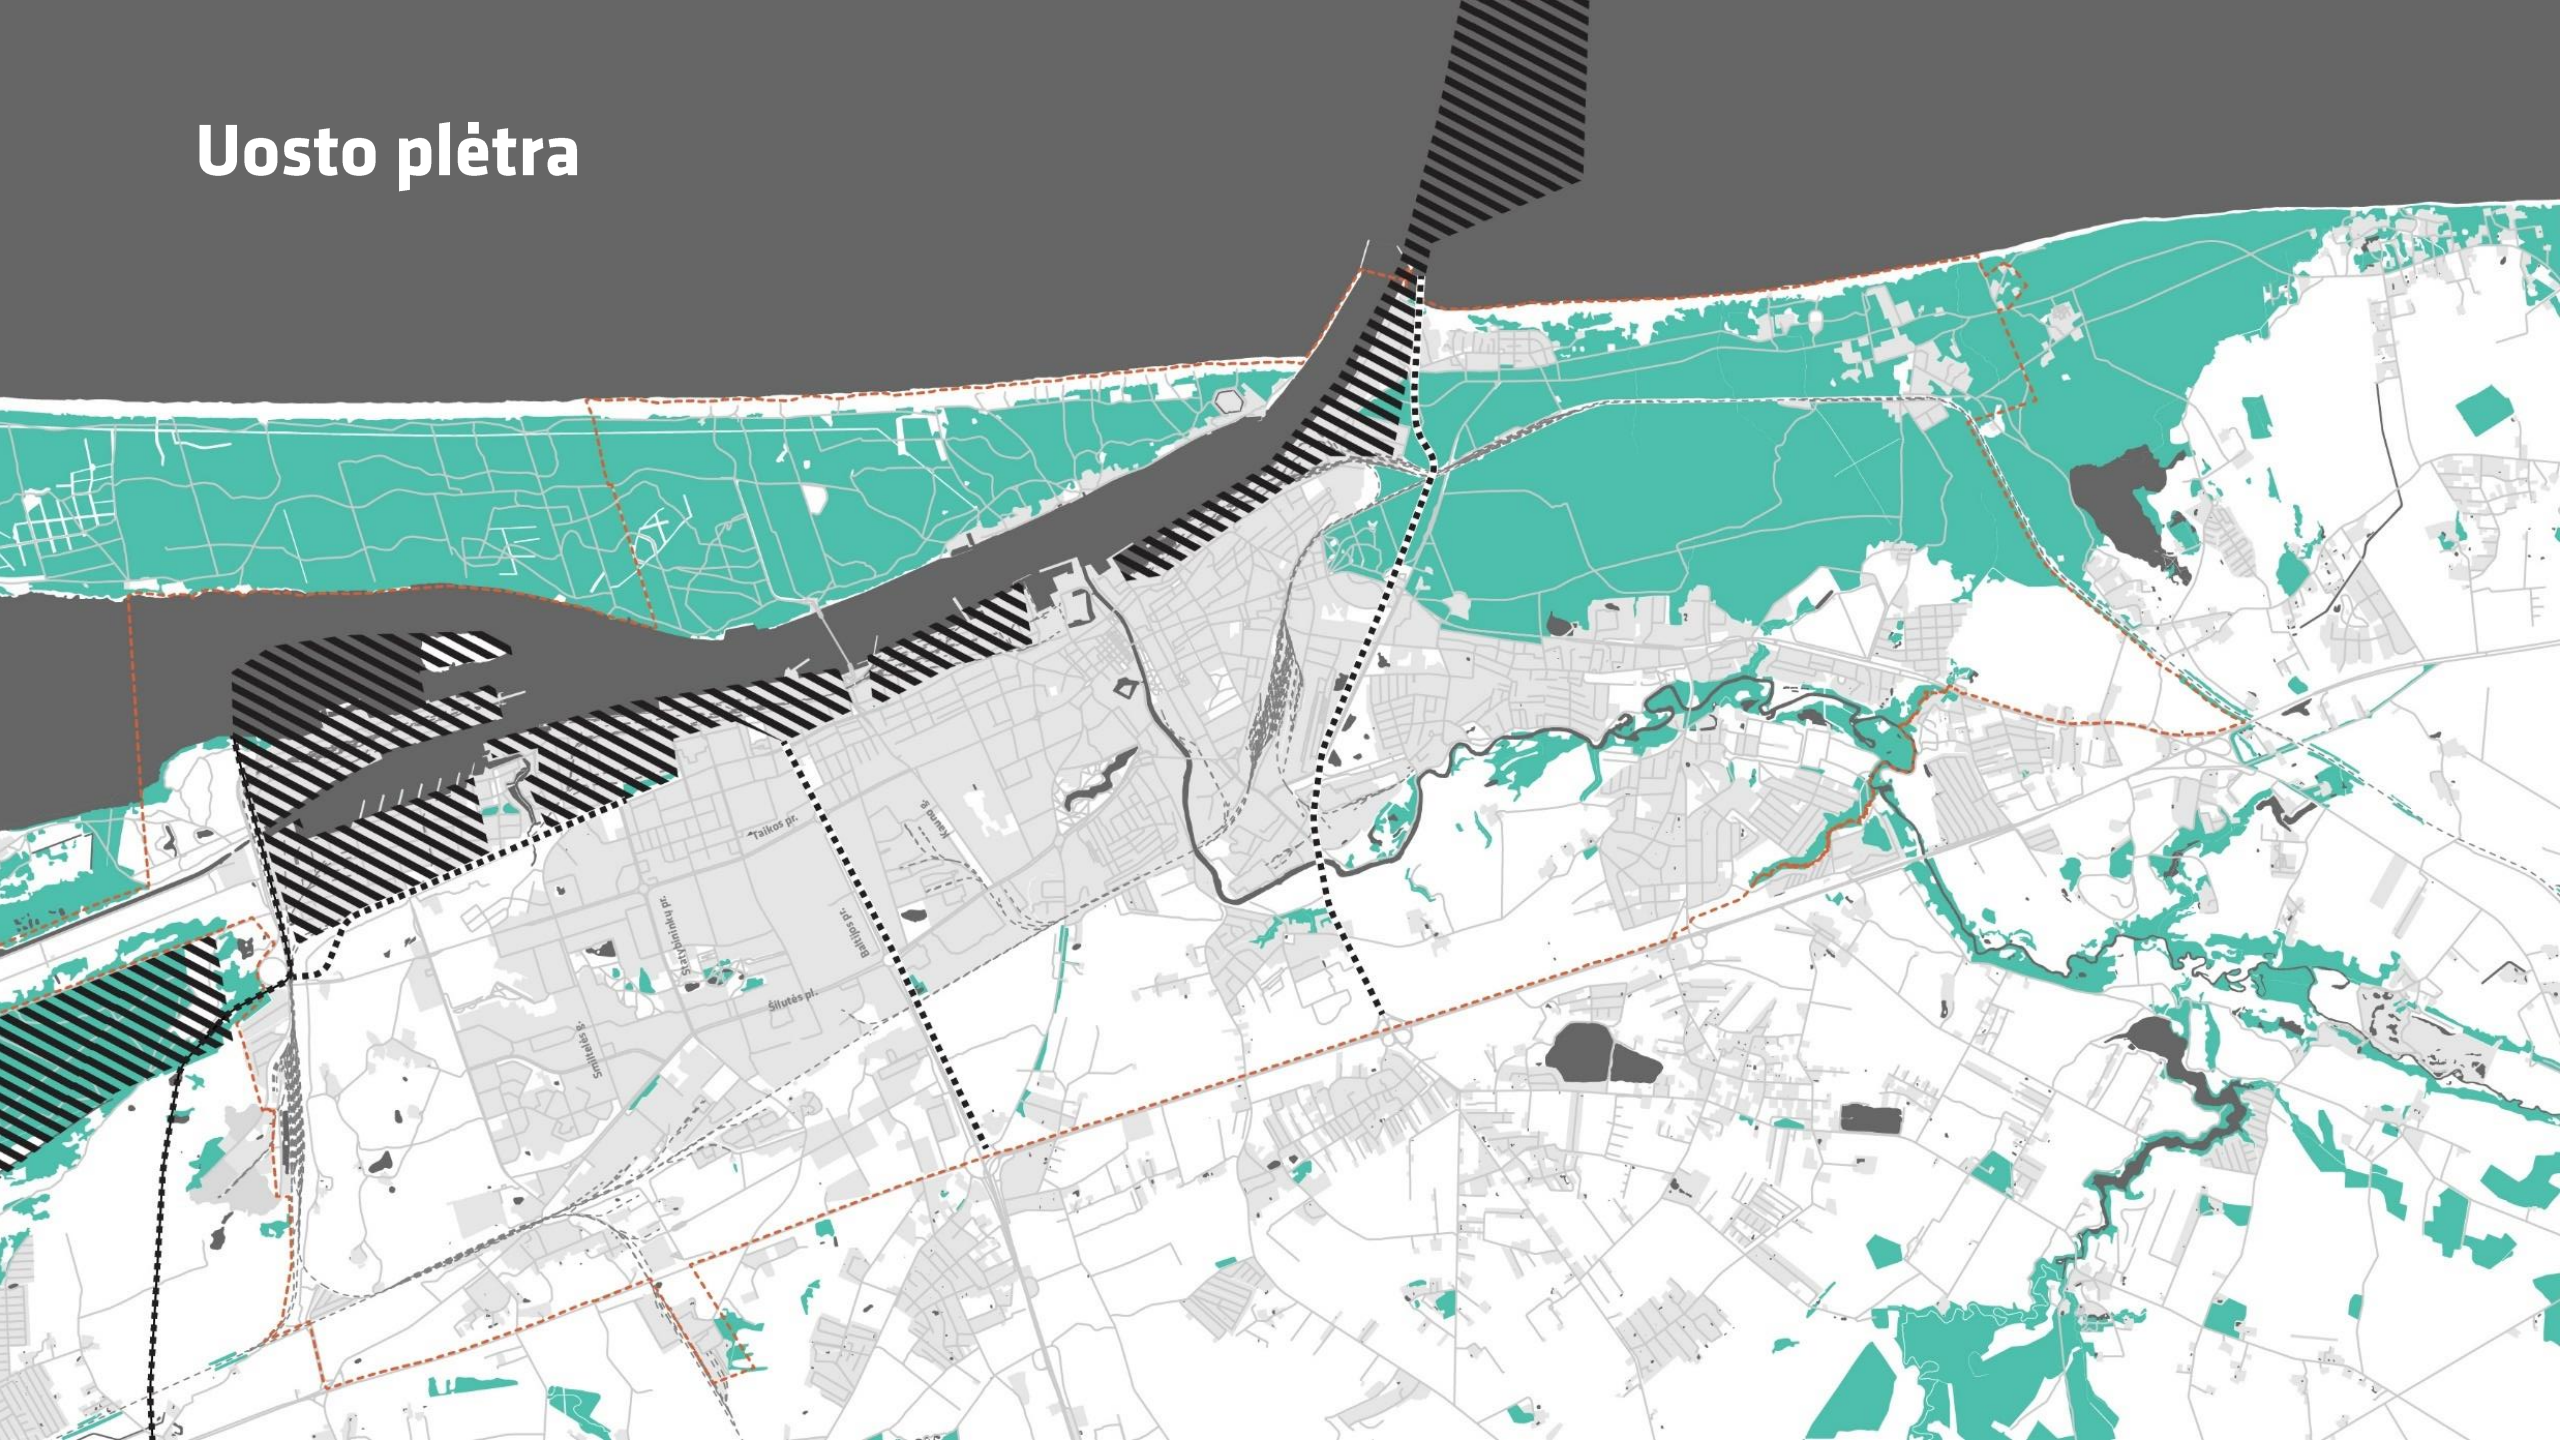 Uosto plėtra
Taikos pr.
Kauno g.
Statybininkų pr.
Baltijos pr.
Šilutės pl.
Smiltelės g.